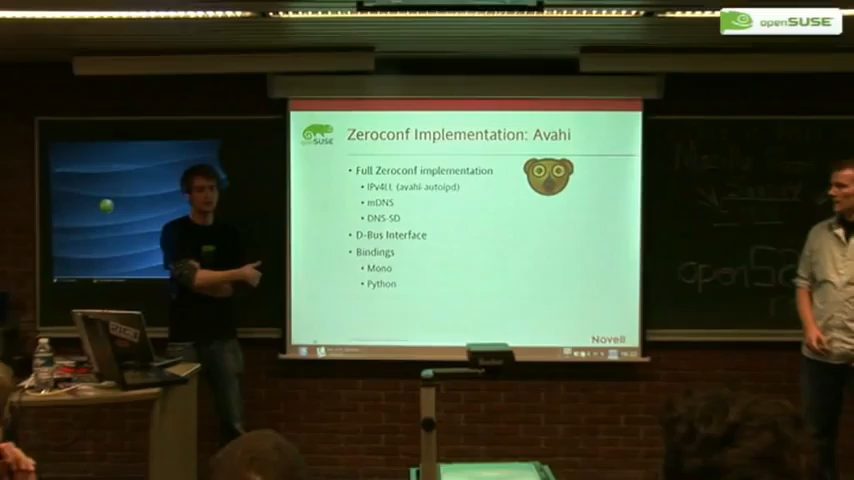 openSUSE
Zeroconf Implementation: Avahi
openSUSE
• Full Zeroconf implementation
• IPv4LL (avahi-autoipd)
• mDNS
• DNS-SD
• D-Bus Interface
• Bindings
• Mono
• Python
Novell